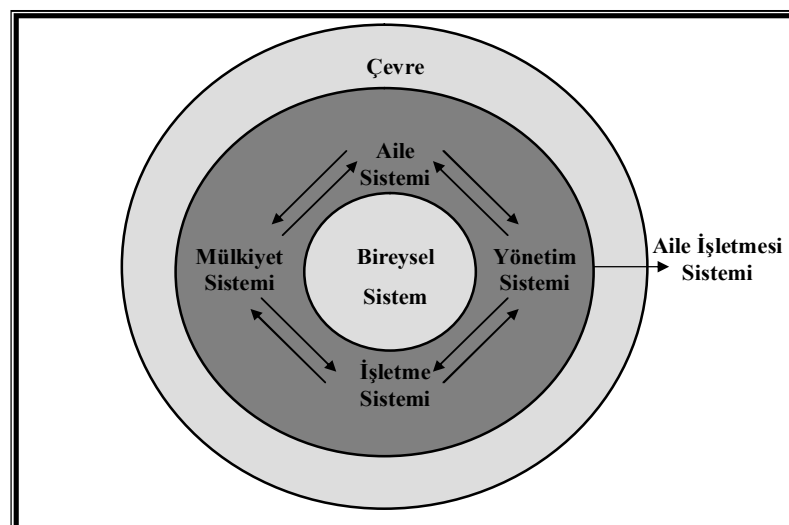 Çevre
Aile
Sistemi
Mülkiyet
Sistemi
Bireysel
Sistem
Yönetim
Sistemi
Aile İşletmesi
Sistemi
İşletme
Sistemi